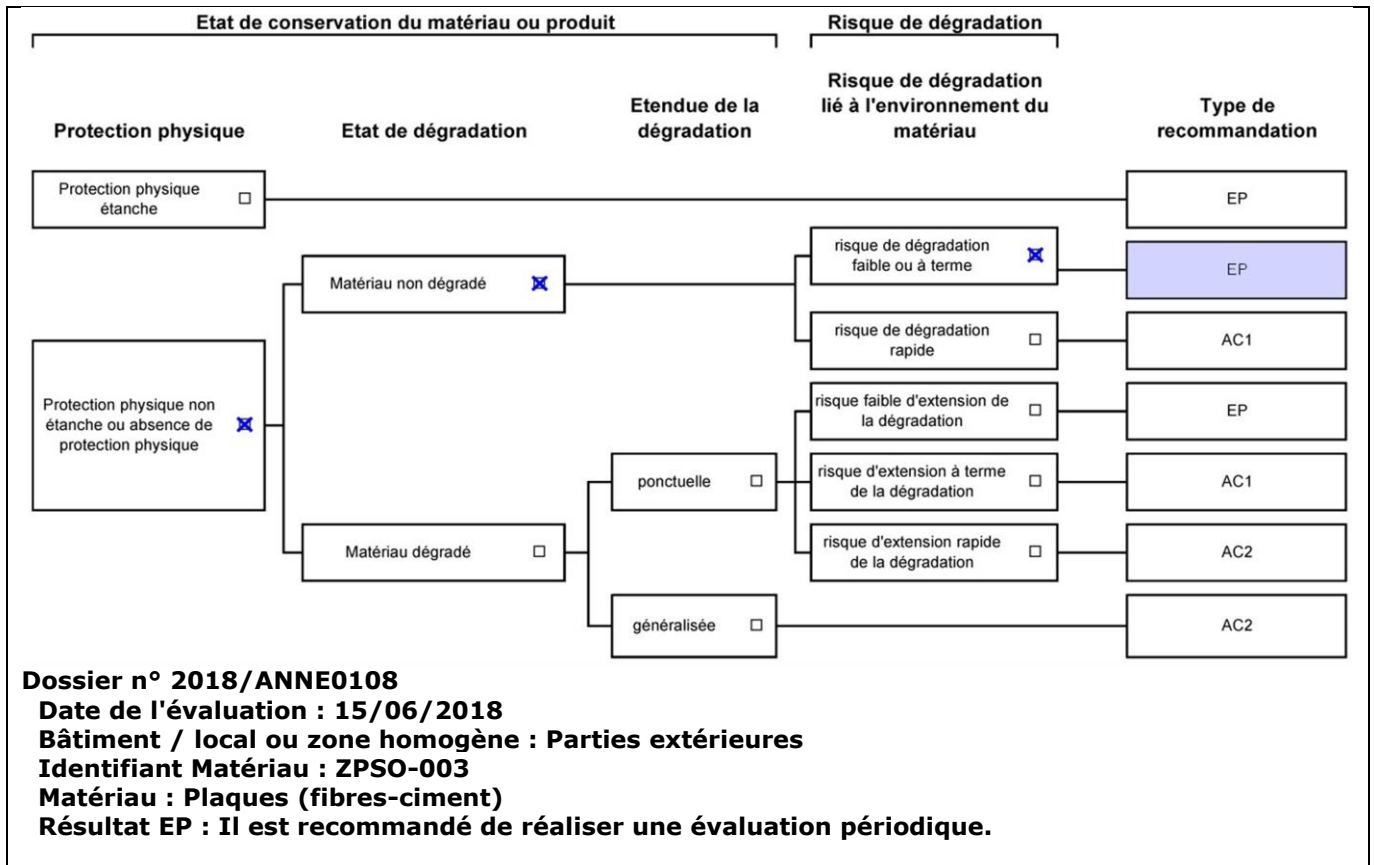 Etat de conservation du matériau ou produit
Risque de dégradation
Protection physique
Etat de dégradation
Etendue de la
dégradation
Risque de dégradation
lié à l'environnement du
matériau
Type de
recommandation
Protection physique
étanche
EP
risque de dégradation
faible ou à terme
EP
Matériau non dégradé
risque de dégradation
rapide
AC1
Protection physique non
étanche ou absence de
protection physique
risque faible d'extension de
la dégradation
EP
ponctuelle
risque d'extension à terme
de la dégradation
AC1
Matériau dégradé
risque d'extension rapide
de la dégradation
AC2
généralisée
AC2
Dossier n° 2018/ANNE0108
Date de l'évaluation : 15/06/2018
Bâtiment / local ou zone homogène : Parties extérieures
Identifiant Matériau : ZPSO-003
Matériau : Plaques (fibres-ciment)
Résultat EP : Il est recommandé de réaliser une évaluation périodique.